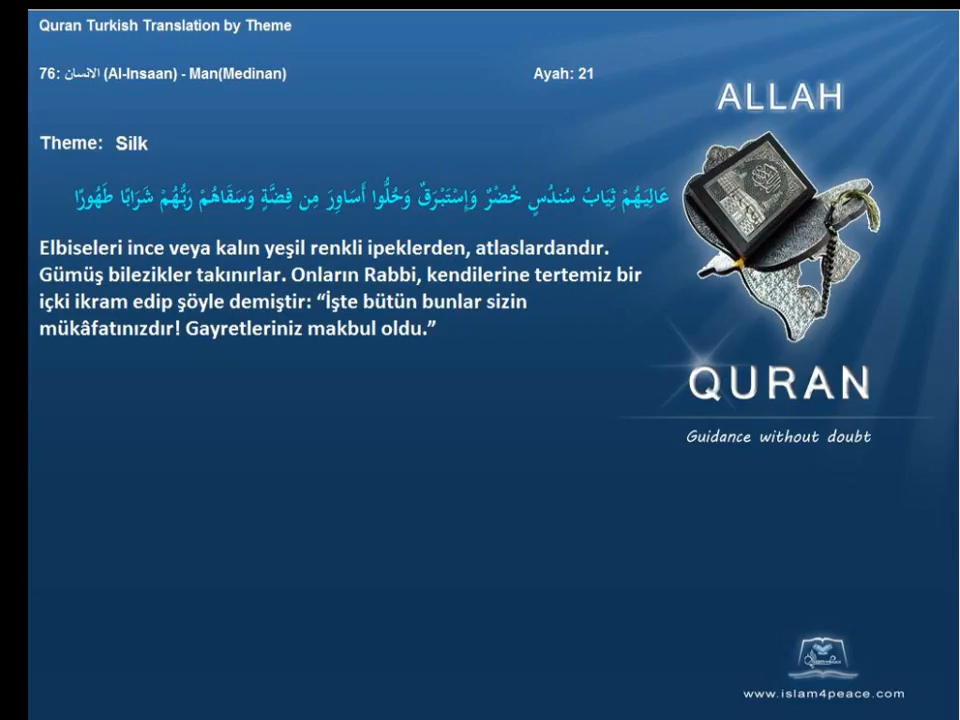 Quran Turkish Translation by Theme
76: الانسان (Al-Insaan) - Man(Medinan) Ayah: 21
ALLAH
Theme: Silk
عَالِيَهُمْ ثِيَابُ سُندُسٍ خُضْرٌ وَإِسْتَبْرَقٌ وَحُلُّوا أَسَاوِرَ مِن فِضَّةٍ وَسَقَاهُمْ رَبُّهُمْ شَرَابًا طَهُورًا
Elbiseleri ince veya kalın yeşil renkli ipeklerden, atlaslardandır.
Gümüş bilezikler takınırlar. Onların Rabbi, kendilerine tertemiz bir
içki ikram edip şöyle demiştir: “İşte bütün bunlar sizin
mükâfatınızdır! Gayretleriniz makbul oldu.”
QURAN
Guidance without doubt
www.islam4peace.com